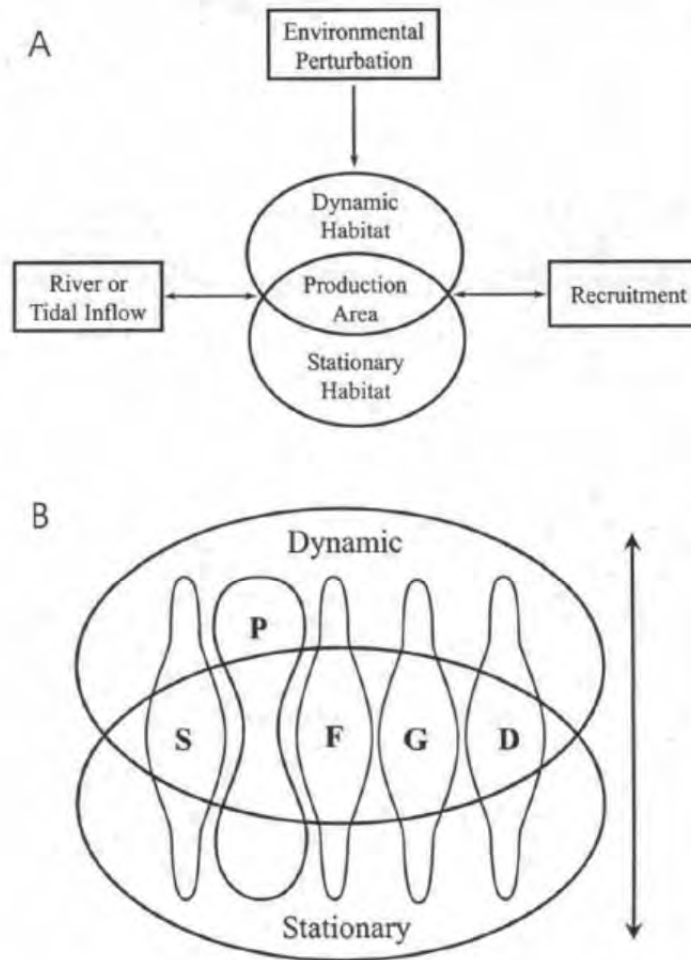 A
Environmental
Perturbation
Dynamic
Habitat
River or
Tidal Inflow
Production
Area
Recruitment
Stationary
Habitat
B
Dynamic
P
S
F
G
D
Stationary